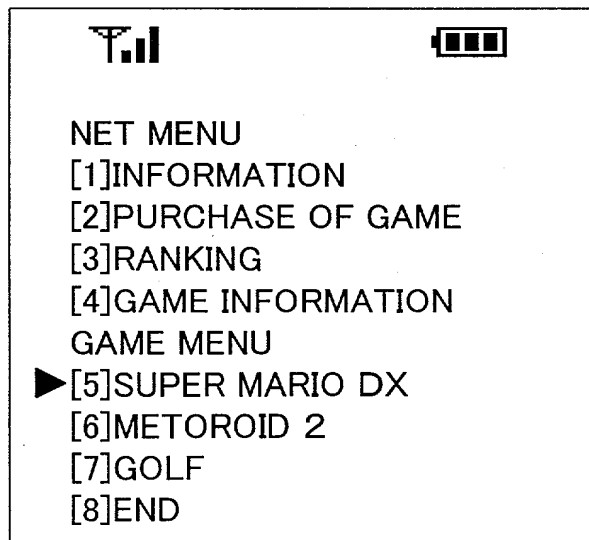 NET MENU
[1]INFORMATION
[2]PURCHASE OF GAME
[3]RANKING
[4]GAME INFORMATION
GAME MENU
▶[5]SUPER MARIO DX
[6]METOROID 2
[7]GOLF
[8]END